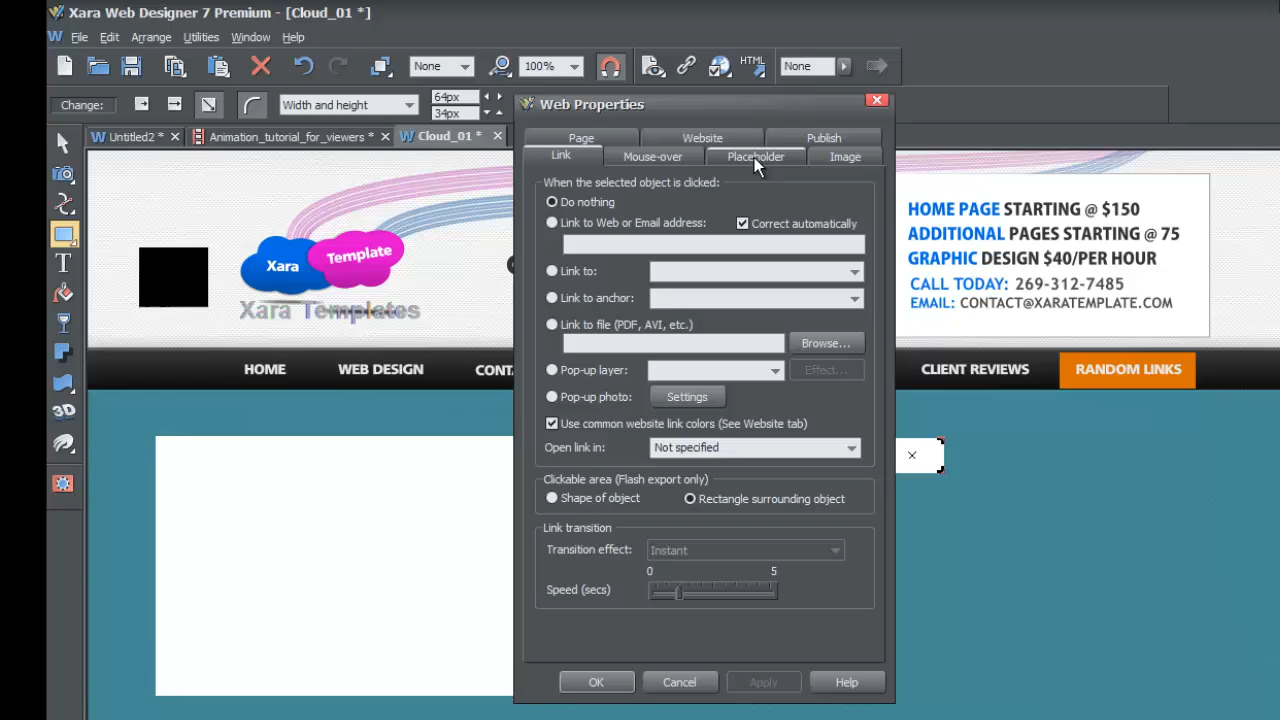 Xara Web Designer 7 Premium - [Cloud_01 *]
File Edit Arrange Utilities Window Help
None 100% HTML None
Change: Width and height 64px
34px
Untitled2 * Animation_tutorial_for_viewers * Cloud_01 *
Web Properties
Page Website Publish
Link Mouse-over Placeholder Image
When the selected object is clicked:
Do nothing
Link to Web or Email address: Correct automatically
Link to:
Link to anchor:
Link to file (PDF, AVI, etc.)
Browse...
Pop-up layer: Effect...
Pop-up photo: Settings
Use common website link colors (See Website tab)
Open link in: Not specified
Clickable area (Flash export only)
Shape of object Rectangle surrounding object
Link transition
Transition effect: Instant
0 5
Speed (secs)
OK Cancel Apply Help
Xara Template
Xara Templates
HOME PAGE STARTING @ $150
ADDITIONAL PAGES STARTING @ 75
GRAPHIC DESIGN $40/PER HOUR
CALL TODAY: 269-312-7485
EMAIL: CONTACT@XARATEMPLATE.COM
HOME WEB DESIGN CONT CLIENT REVIEWS RANDOM LINKS
T
3D